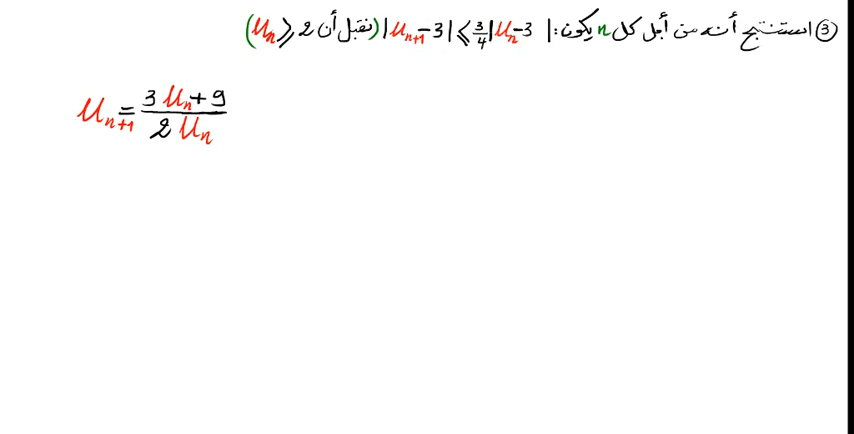 ③ استنتج أنه من أجل كل n يكون: |Uₙ₊₁ - 3| ⩽ ¾|Uₙ - 3| (نقبل أن Uₙ ⩾ 2)
Uₙ₊₁ = (3Uₙ + 9) / (2Uₙ)